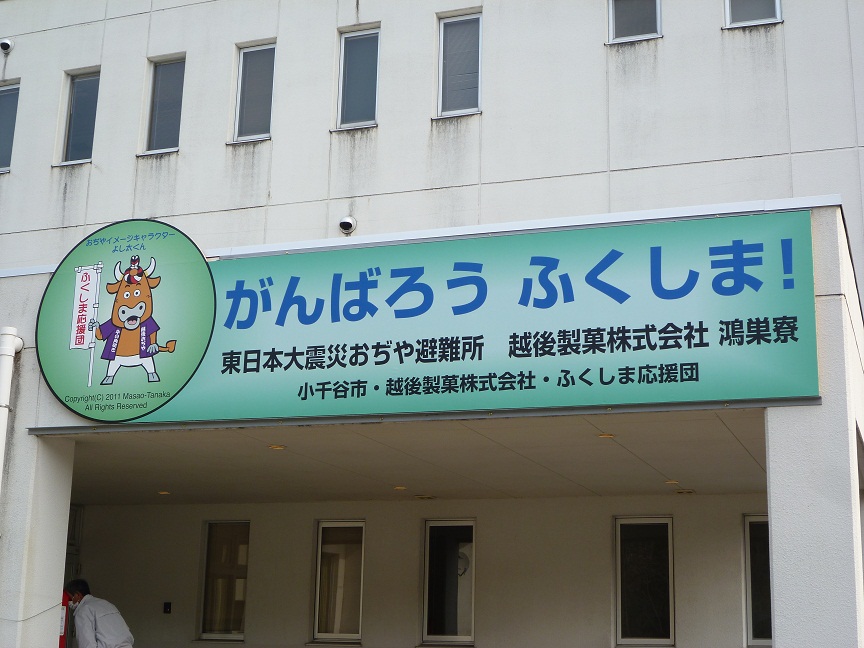 おぢやイメージキャラクター
よし太くん
ふくしま応援団
Copyright(C) 2011 Masao-Tanaka
All Rights Reserved
がんばろう ふくしま!
東日本大震災おぢや避難所 越後製菓株式会社 鴻巣寮
小千谷市・越後製菓株式会社・ふくしま応援団